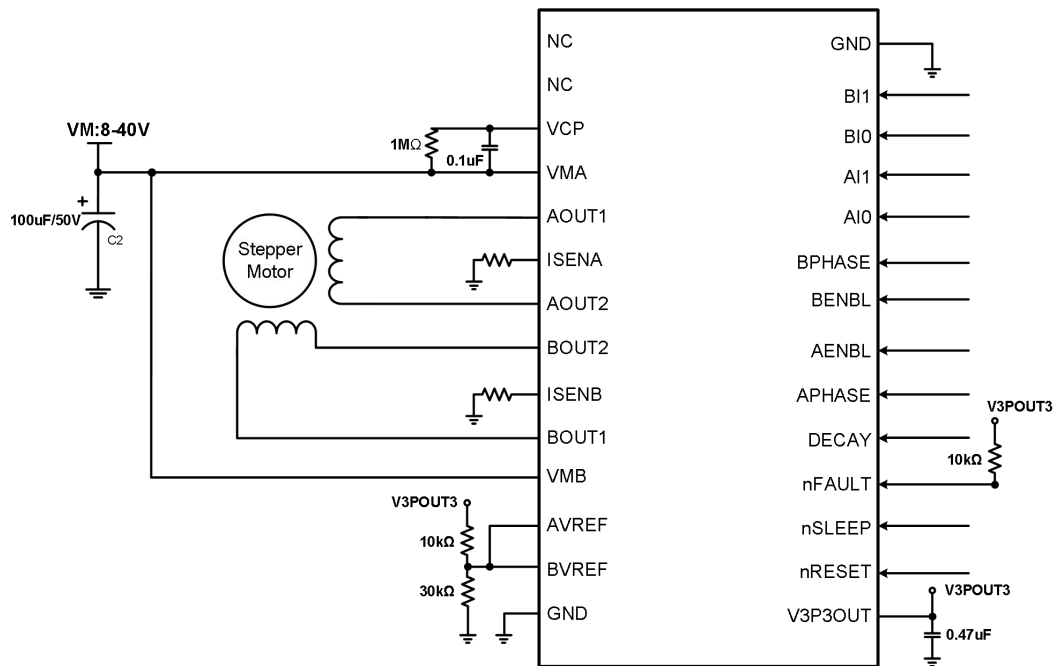 NC
GND
NC
BI1
VM:8-40V
VCP
BI0
1MΩ
0.1uF
VMA
AI1
100uF/50V
C2
AOUT1
AI0
Stepper
Motor
ISENA
BPHASE
AOUT2
BENBL
BOUT2
AENBL
ISENB
APHASE
V3POUT3
BOUT1
DECAY
10kΩ
VMB
nFAULT
V3POUT3
AVREF
nSLEEP
10kΩ
BVREF
nRESET
30kΩ
V3POUT3
GND
V3P3OUT
0.47uF